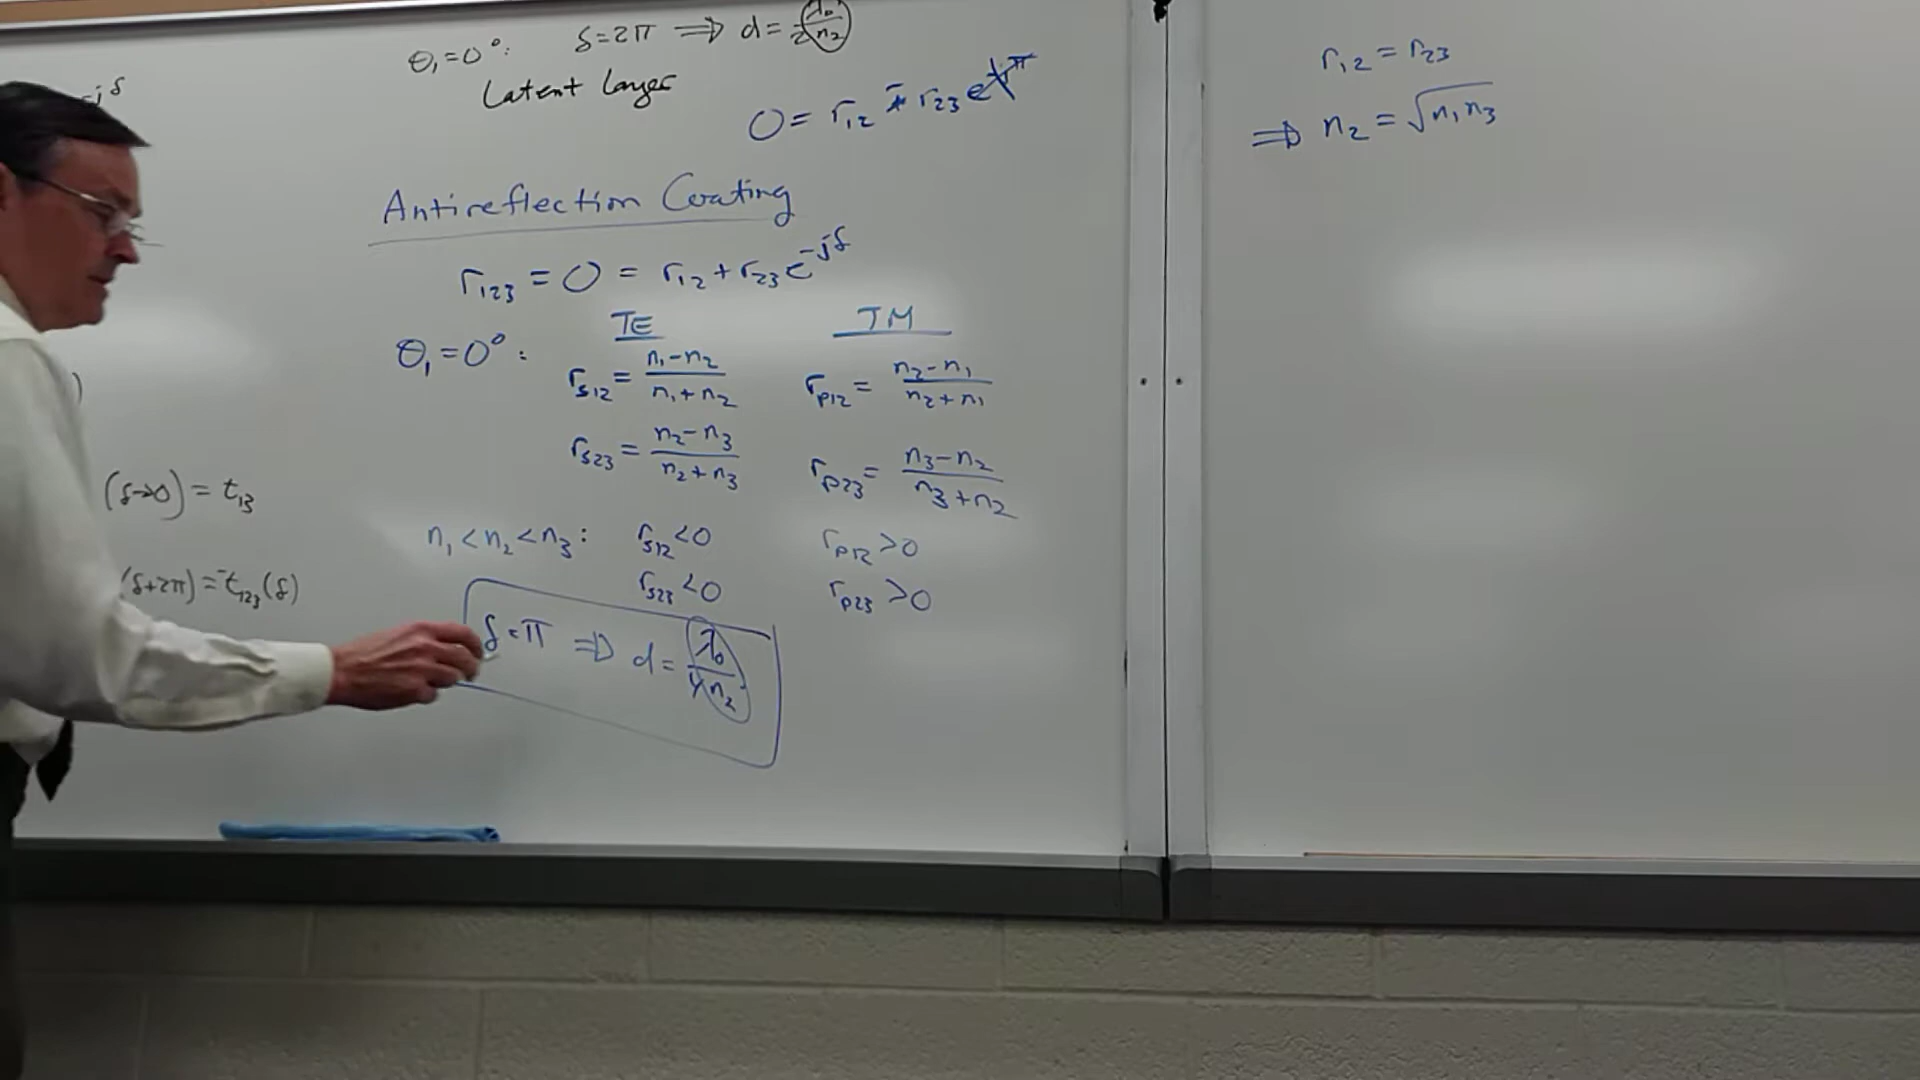 -jδ
)
(δ→0) = t₁₃
(δ+2π) = -t₁₂₃(δ)
θ₁=0°: δ=2π ⟹ d = λ₀/2n₂
Latent Layer
0 = r₁₂ - r₂₃ e
Antireflection Coating
r₁₂₃ = 0 = r₁₂ + r₂₃ e^-jδ
TE TM
θ₁=0°: r_s12 = (n₁-n₂)/(n₁+n₂) r_p12 = (n₂-n₁)/(n₂+n₁)
r_s23 = (n₂-n₃)/(n₂+n₃) r_p23 = (n₃-n₂)/(n₃+n₂)
n₁<n₂<n₃: r_s12 <0 r_p12 >0
r_s23 <0 r_p23 >0
δ=π ⟹ d = λ₀/4n₂
r₁₂ = r₂₃
⟹ n₂ = √n₁n₃